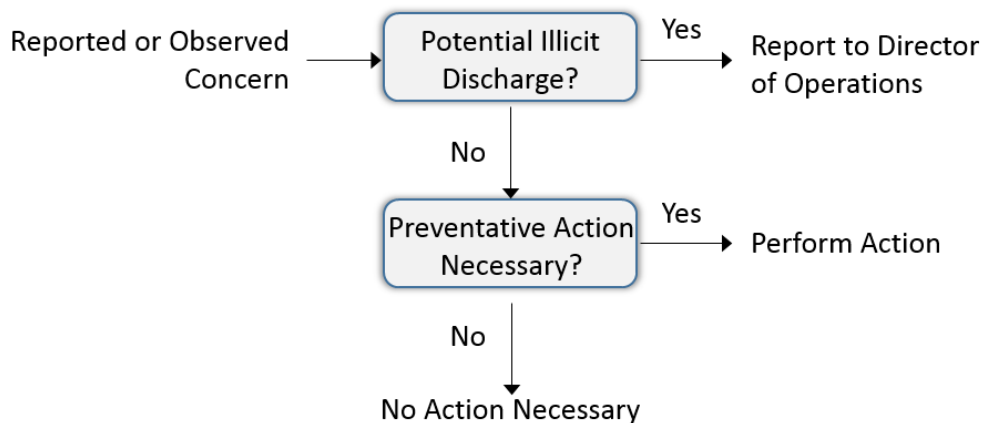 Reported or Observed
Concern
Potential Illicit
Discharge?
Yes
Report to Director
of Operations
No
Preventative Action
Necessary?
Yes
Perform Action
No
No Action Necessary